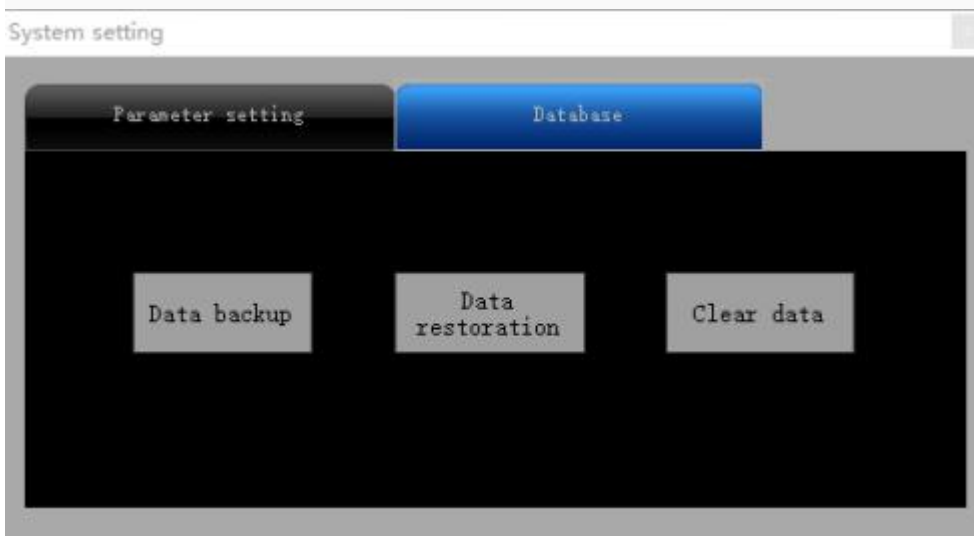 System setting
Parameter setting
Database
Data backup
Data
restoration
Clear data